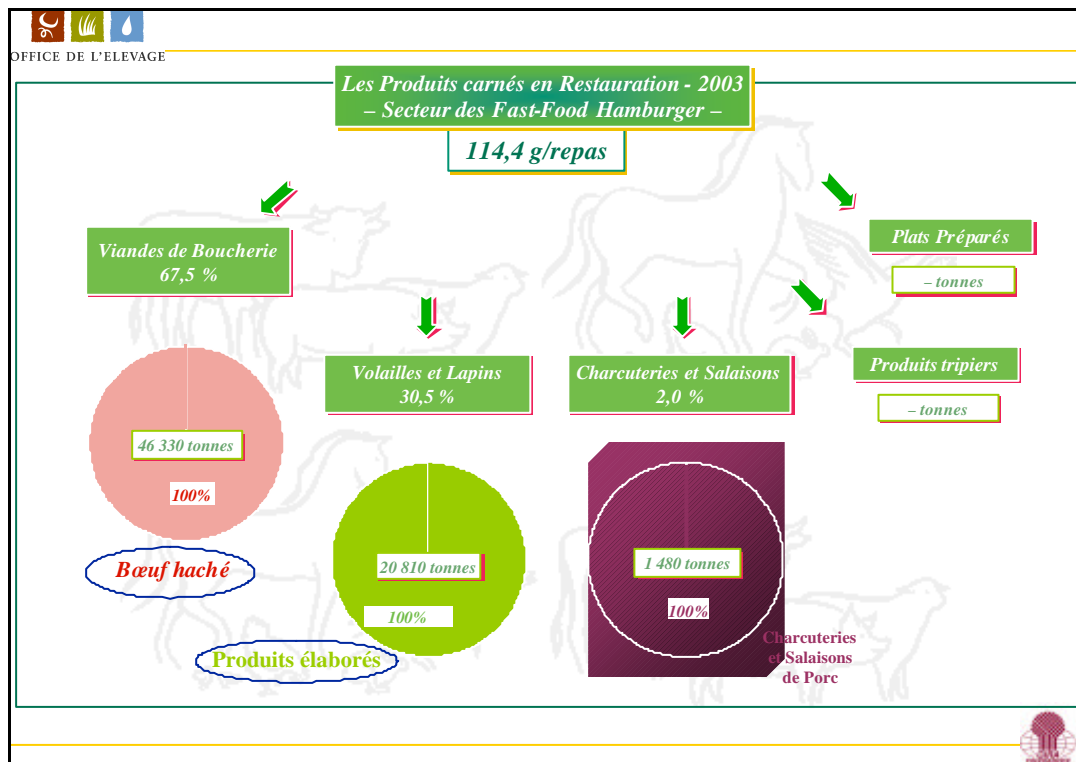 OFFICE DE L'ELEVAGE
Les Produits carnés en Restauration - 2003
– Secteur des Fast-Food Hamburger –
114,4 g/repas
Viandes de Boucherie
67,5 %
Plats Préparés
– tonnes
Volailles et Lapins
30,5 %
Charcuteries et Salaisons
2,0 %
Produits tripiers
– tonnes
46 330 tonnes
100%
Bœuf haché
20 810 tonnes
100%
Produits élaborés
1 480 tonnes
100%
Charcuteries
et Salaisons
de Porc